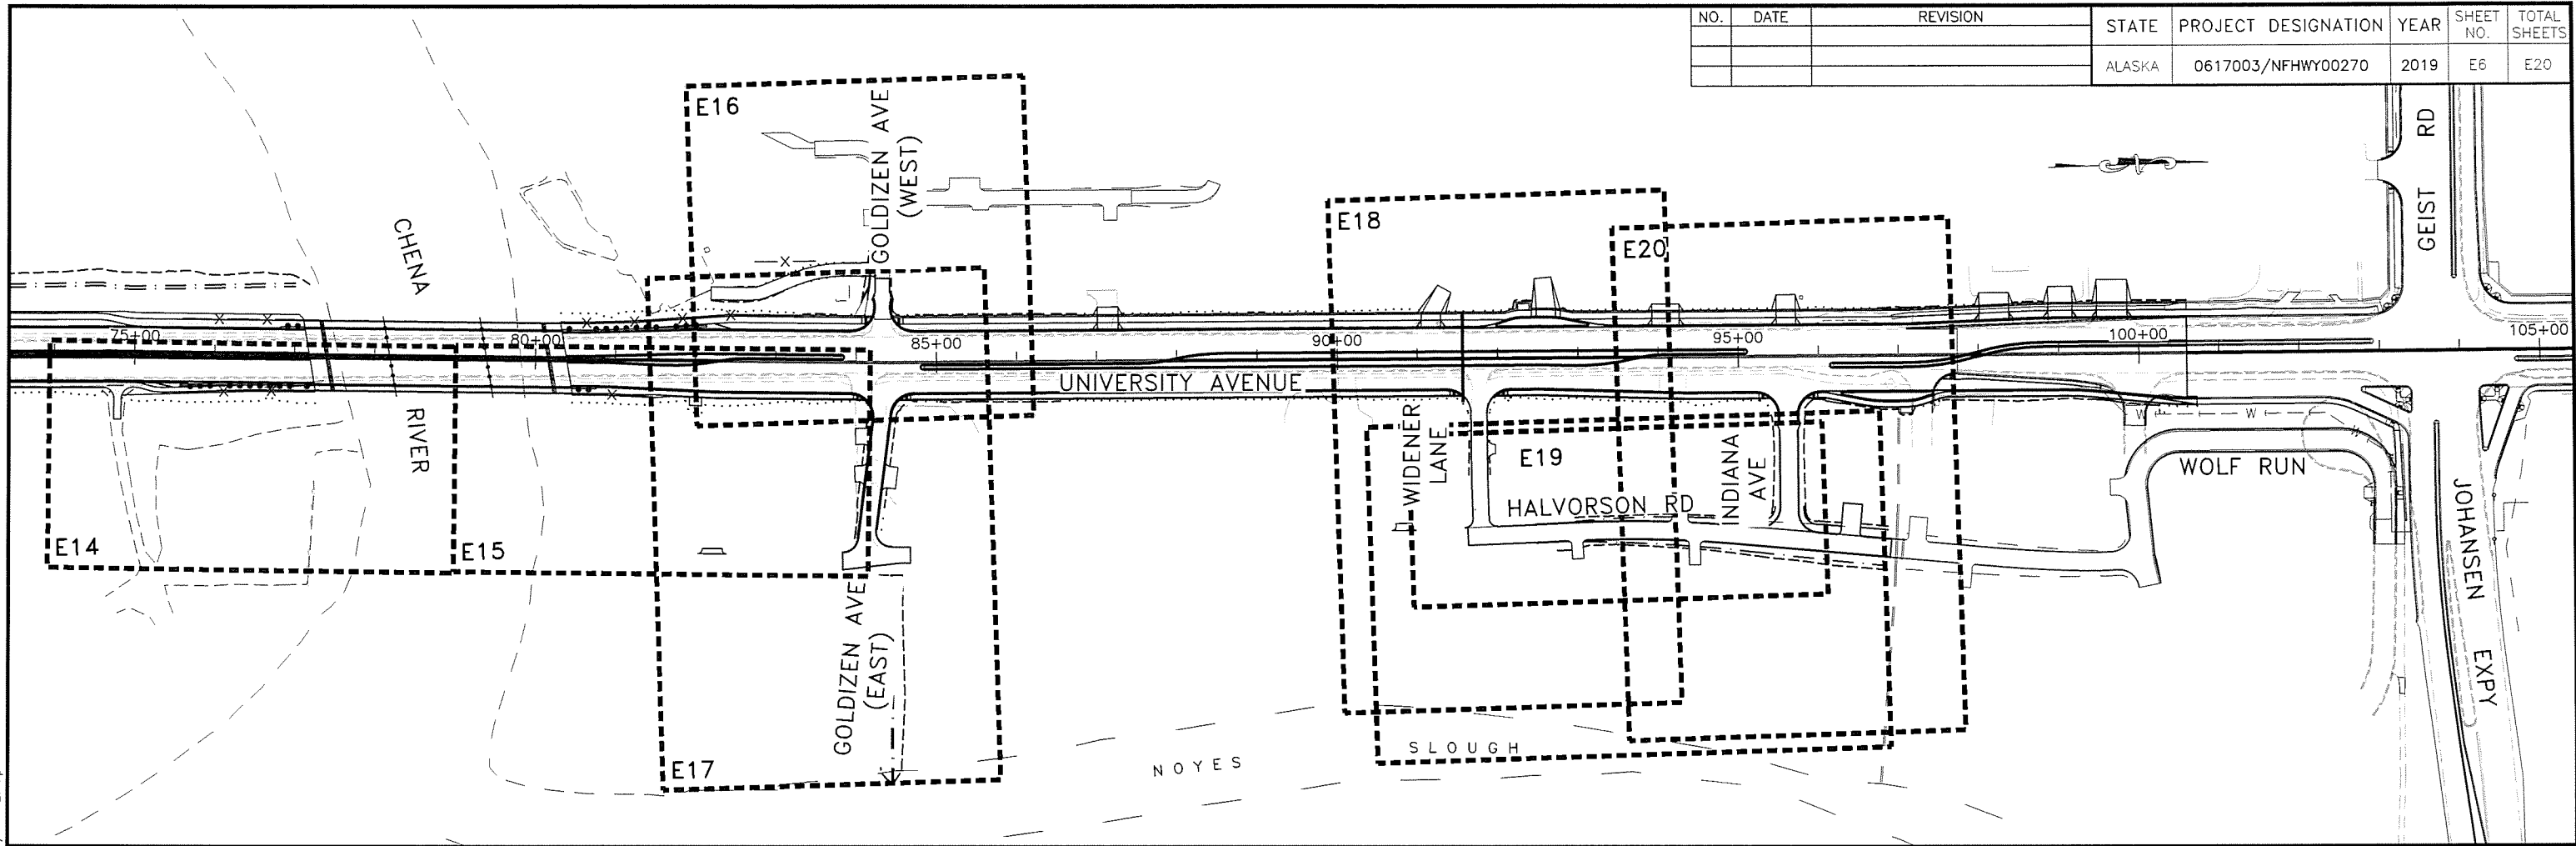 NO. DATE REVISION
STATE PROJECT DESIGNATION YEAR SHEET NO. TOTAL SHEETS
ALASKA 0617003/NFHWY00270 2019 E6 E20
E16
GOLDIZEN AVE
(WEST)
GEIST RD
CHENA
RIVER
E18
E20
75+00
80+00
85+00
90+00
95+00
100+00
105+00
UNIVERSITY AVENUE
WIDENER
LANE
E19
INDIANA
AVE
HALVORSON RD
WOLF RUN
JOHANSEN EXPY
E14
E15
GOLDIZEN AVE
(EAST)
E17
NOYES
SLOUGH
X
X
X
X
X
X
X
X
X
W
W